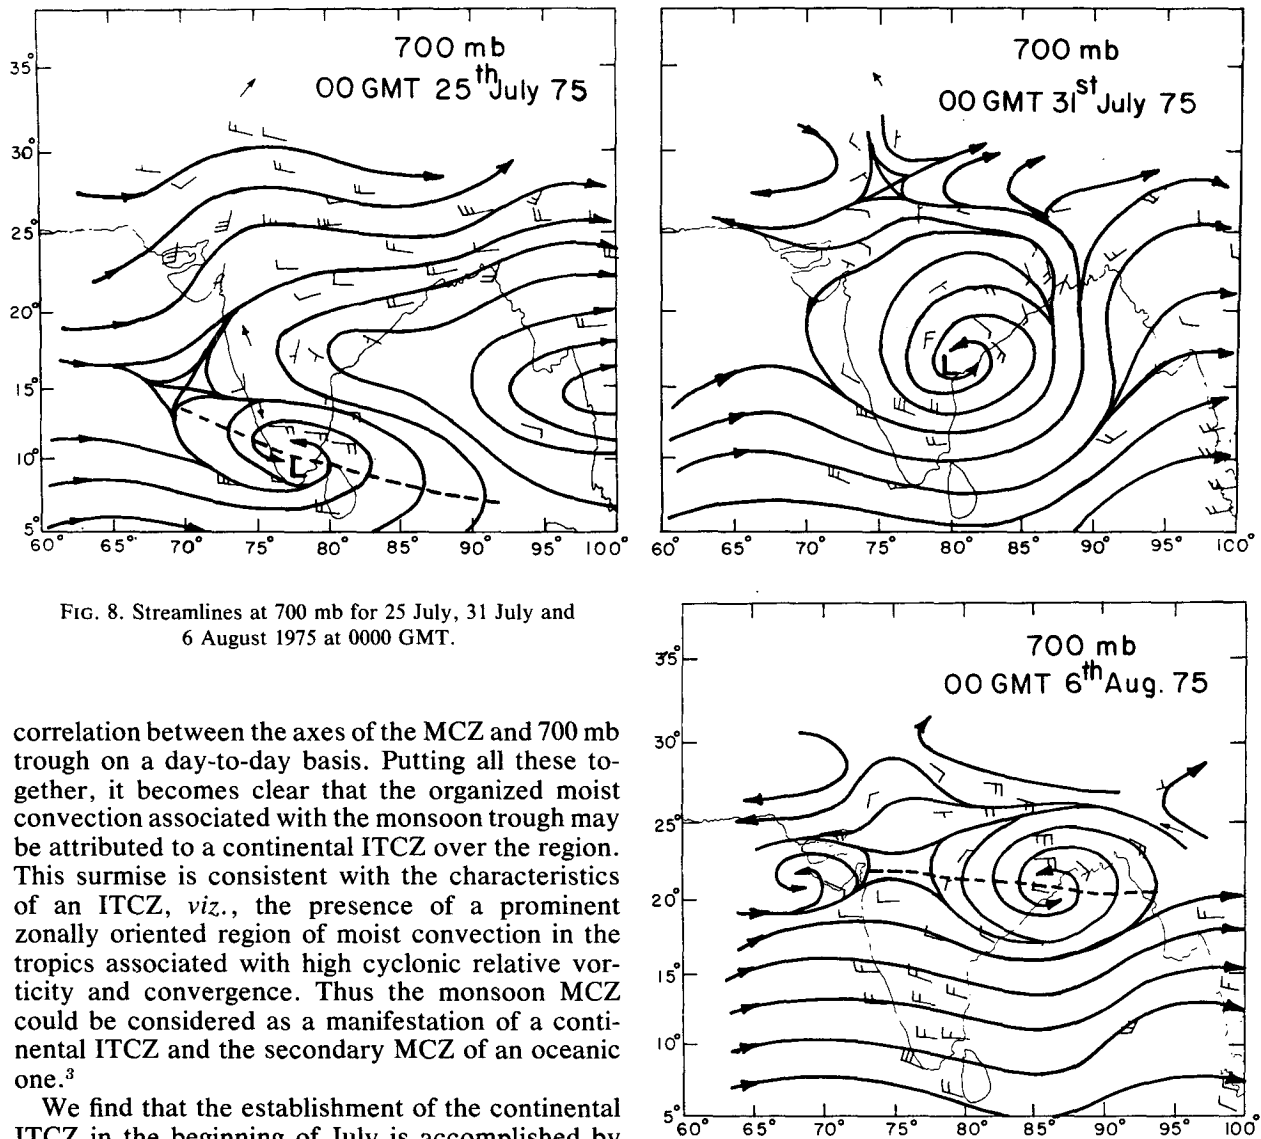 700 mb
00 GMT 25th July 75
35°
30°
25°
20°
15°
10°
5°
60° 65° 70° 75° 80° 85° 90° 95° 100°
L
700 mb
00 GMT 31st July 75
F
L
60° 65° 70° 75° 80° 85° 90° 95° 100°
FIG. 8. Streamlines at 700 mb for 25 July, 31 July and
6 August 1975 at 0000 GMT.
700 mb
00 GMT 6th Aug. 75
35°
30°
25°
20°
15°
10°
5°
60° 65° 70° 75° 80° 85° 90° 95° 100°
correlation between the axes of the MCZ and 700 mb
trough on a day-to-day basis. Putting all these to-
gether, it becomes clear that the organized moist
convection associated with the monsoon trough may
be attributed to a continental ITCZ over the region.
This surmise is consistent with the characteristics
of an ITCZ, viz., the presence of a prominent
zonally oriented region of moist convection in the
tropics associated with high cyclonic relative vor-
ticity and convergence. Thus the monsoon MCZ
could be considered as a manifestation of a conti-
nental ITCZ and the secondary MCZ of an oceanic
one.³
We find that the establishment of the continental
ITCZ in the beginning of July is accomplished by